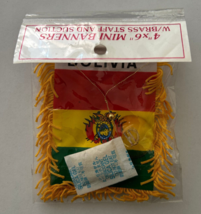 4"x6" MINI BANNERS
W/BRASS STAFF AND SUCTION
BOLIVIA